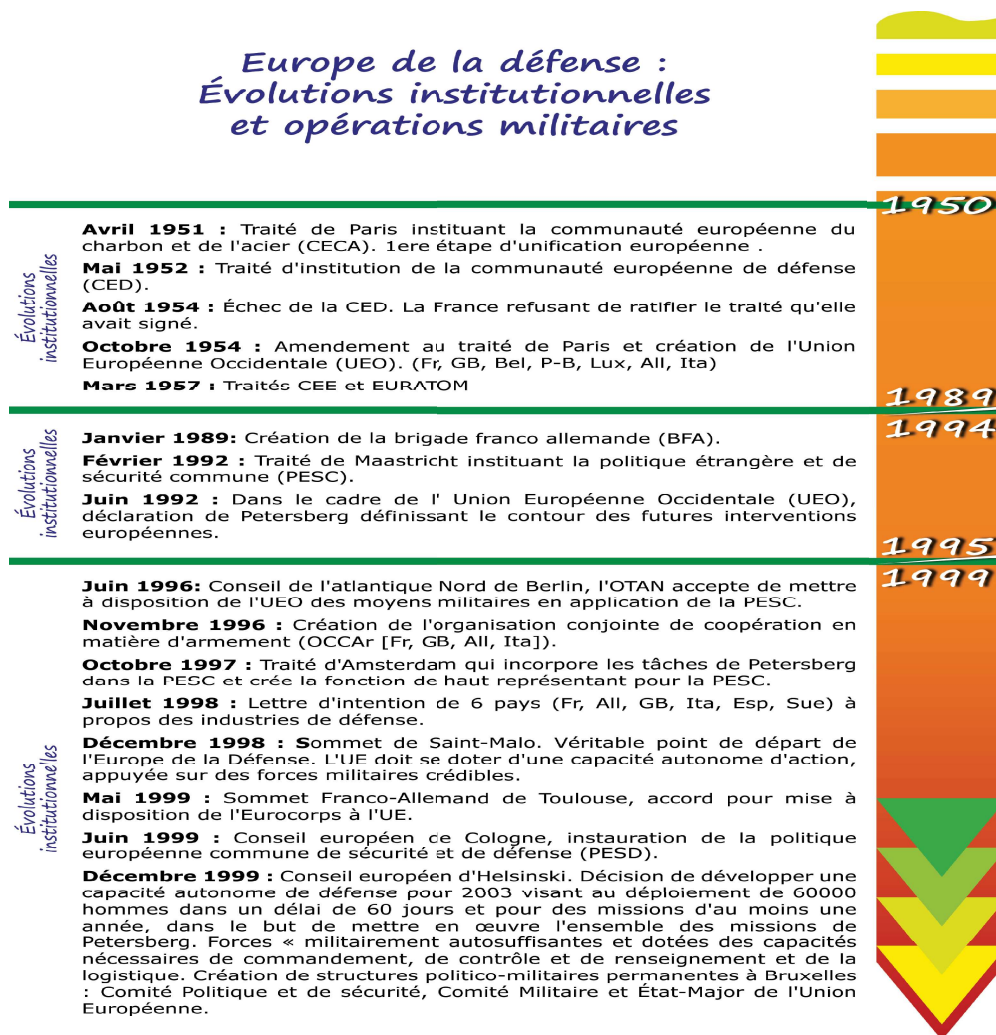 Europe de la défense :
Évolutions institutionnelles
et opérations militaires
1950
Évolutions
institutionnelles
Avril 1951 : Traité de Paris instituant la communauté européenne du
charbon et de l'acier (CECA). 1ere étape d'unification européenne .
Mai 1952 : Traité d'institution de la communauté européenne de défense
(CED).
Août 1954 : Échec de la CED. La France refusant de ratifier le traité qu'elle
avait signé.
Octobre 1954 : Amendement au traité de Paris et création de l'Union
Européenne Occidentale (UEO). (Fr, GB, Bel, P-B, Lux, All, Ita)
Mars 1957 : Traités CEE et EURATOM
1989
1994
Évolutions
institutionnelles
Janvier 1989: Création de la brigade franco allemande (BFA).
Février 1992 : Traité de Maastricht instituant la politique étrangère et de
sécurité commune (PESC).
Juin 1992 : Dans le cadre de l' Union Européenne Occidentale (UEO),
déclaration de Petersberg définissant le contour des futures interventions
européennes.
1995
1999
Évolutions
institutionnelles
Juin 1996: Conseil de l'atlantique Nord de Berlin, l'OTAN accepte de mettre
à disposition de l'UEO des moyens militaires en application de la PESC.
Novembre 1996 : Création de l'organisation conjointe de coopération en
matière d'armement (OCCAr [Fr, GB, All, Ita]).
Octobre 1997 : Traité d'Amsterdam qui incorpore les tâches de Petersberg
dans la PESC et crée la fonction de haut représentant pour la PESC.
Juillet 1998 : Lettre d'intention de 6 pays (Fr, All, GB, Ita, Esp, Sue) à
propos des industries de défense.
Décembre 1998 : Sommet de Saint-Malo. Véritable point de départ de
l'Europe de la Défense. L'UE doit se doter d'une capacité autonome d'action,
appuyée sur des forces militaires crédibles.
Mai 1999 : Sommet Franco-Allemand de Toulouse, accord pour mise à
disposition de l'Eurocorps à l'UE.
Juin 1999 : Conseil européen de Cologne, instauration de la politique
européenne commune de sécurité et de défense (PESD).
Décembre 1999 : Conseil européen d'Helsinski. Décision de développer une
capacité autonome de défense pour 2003 visant au déploiement de 60000
hommes dans un délai de 60 jours et pour des missions d'au moins une
année, dans le but de mettre en œuvre l'ensemble des missions de
Petersberg. Forces « militairement autosuffisantes et dotées des capacités
nécessaires de commandement, de contrôle et de renseignement et de la
logistique. Création de structures politico-militaires permanentes à Bruxelles
: Comité Politique et de sécurité, Comité Militaire et État-Major de l'Union
Européenne.